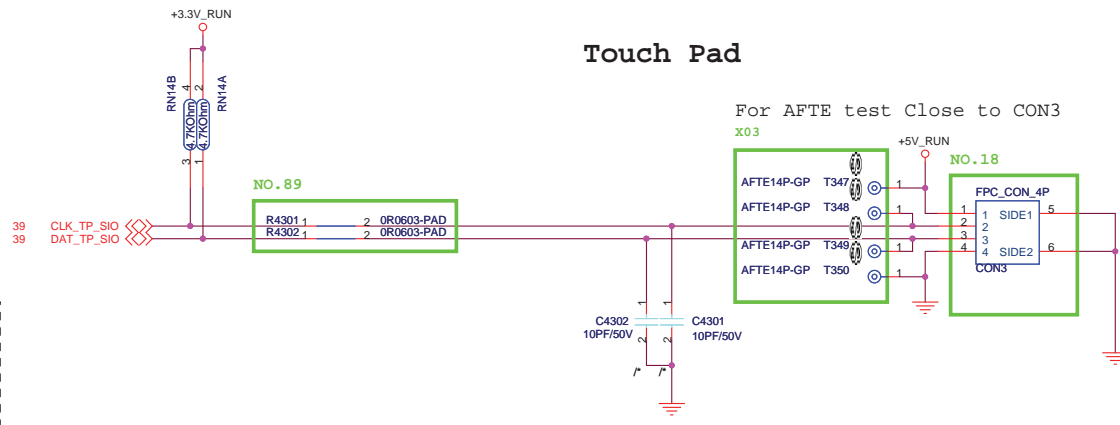 +3.3V_RUN
Touch Pad
RN14B
4
2
RN14A
4.7KOhm
4.7KOhm
3
1
For AFTE test Close to CON3
X03
+5V_RUN
NO.18
NO.89
AFTE14P-GP T347 1
AFTE14P-GP T348 1
AFTE14P-GP T349 1
AFTE14P-GP T350 1
FPC_CON_4P
1 1 SIDE1 5
2 2
3 3
4 4 SIDE2 6
CON3
39 CLK_TP_SIO R4301 1 2 0R0603-PAD
39 DAT_TP_SIO R4302 1 2 0R0603-PAD
1 1
C4302 C4301
10PF/50V 10PF/50V
2 2
/* /*